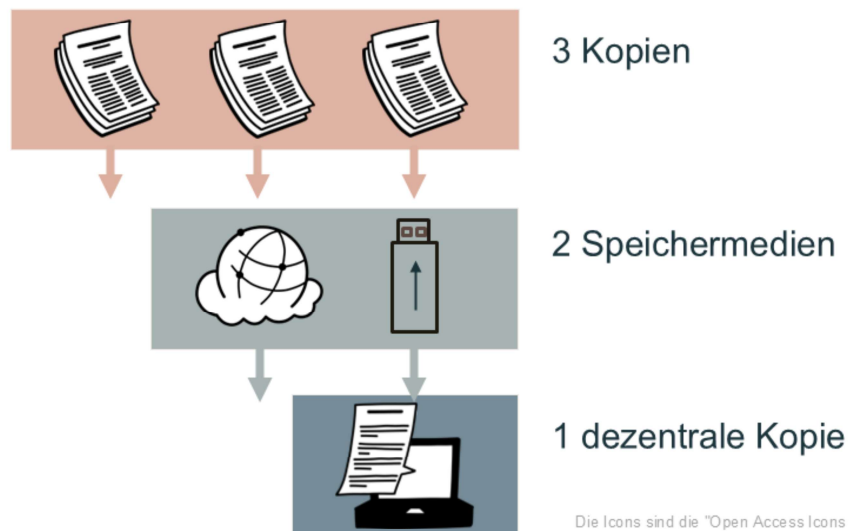 3 Kopien
2 Speichermedien
1 dezentrale Kopie
Die Icons sind die "Open Access Icons